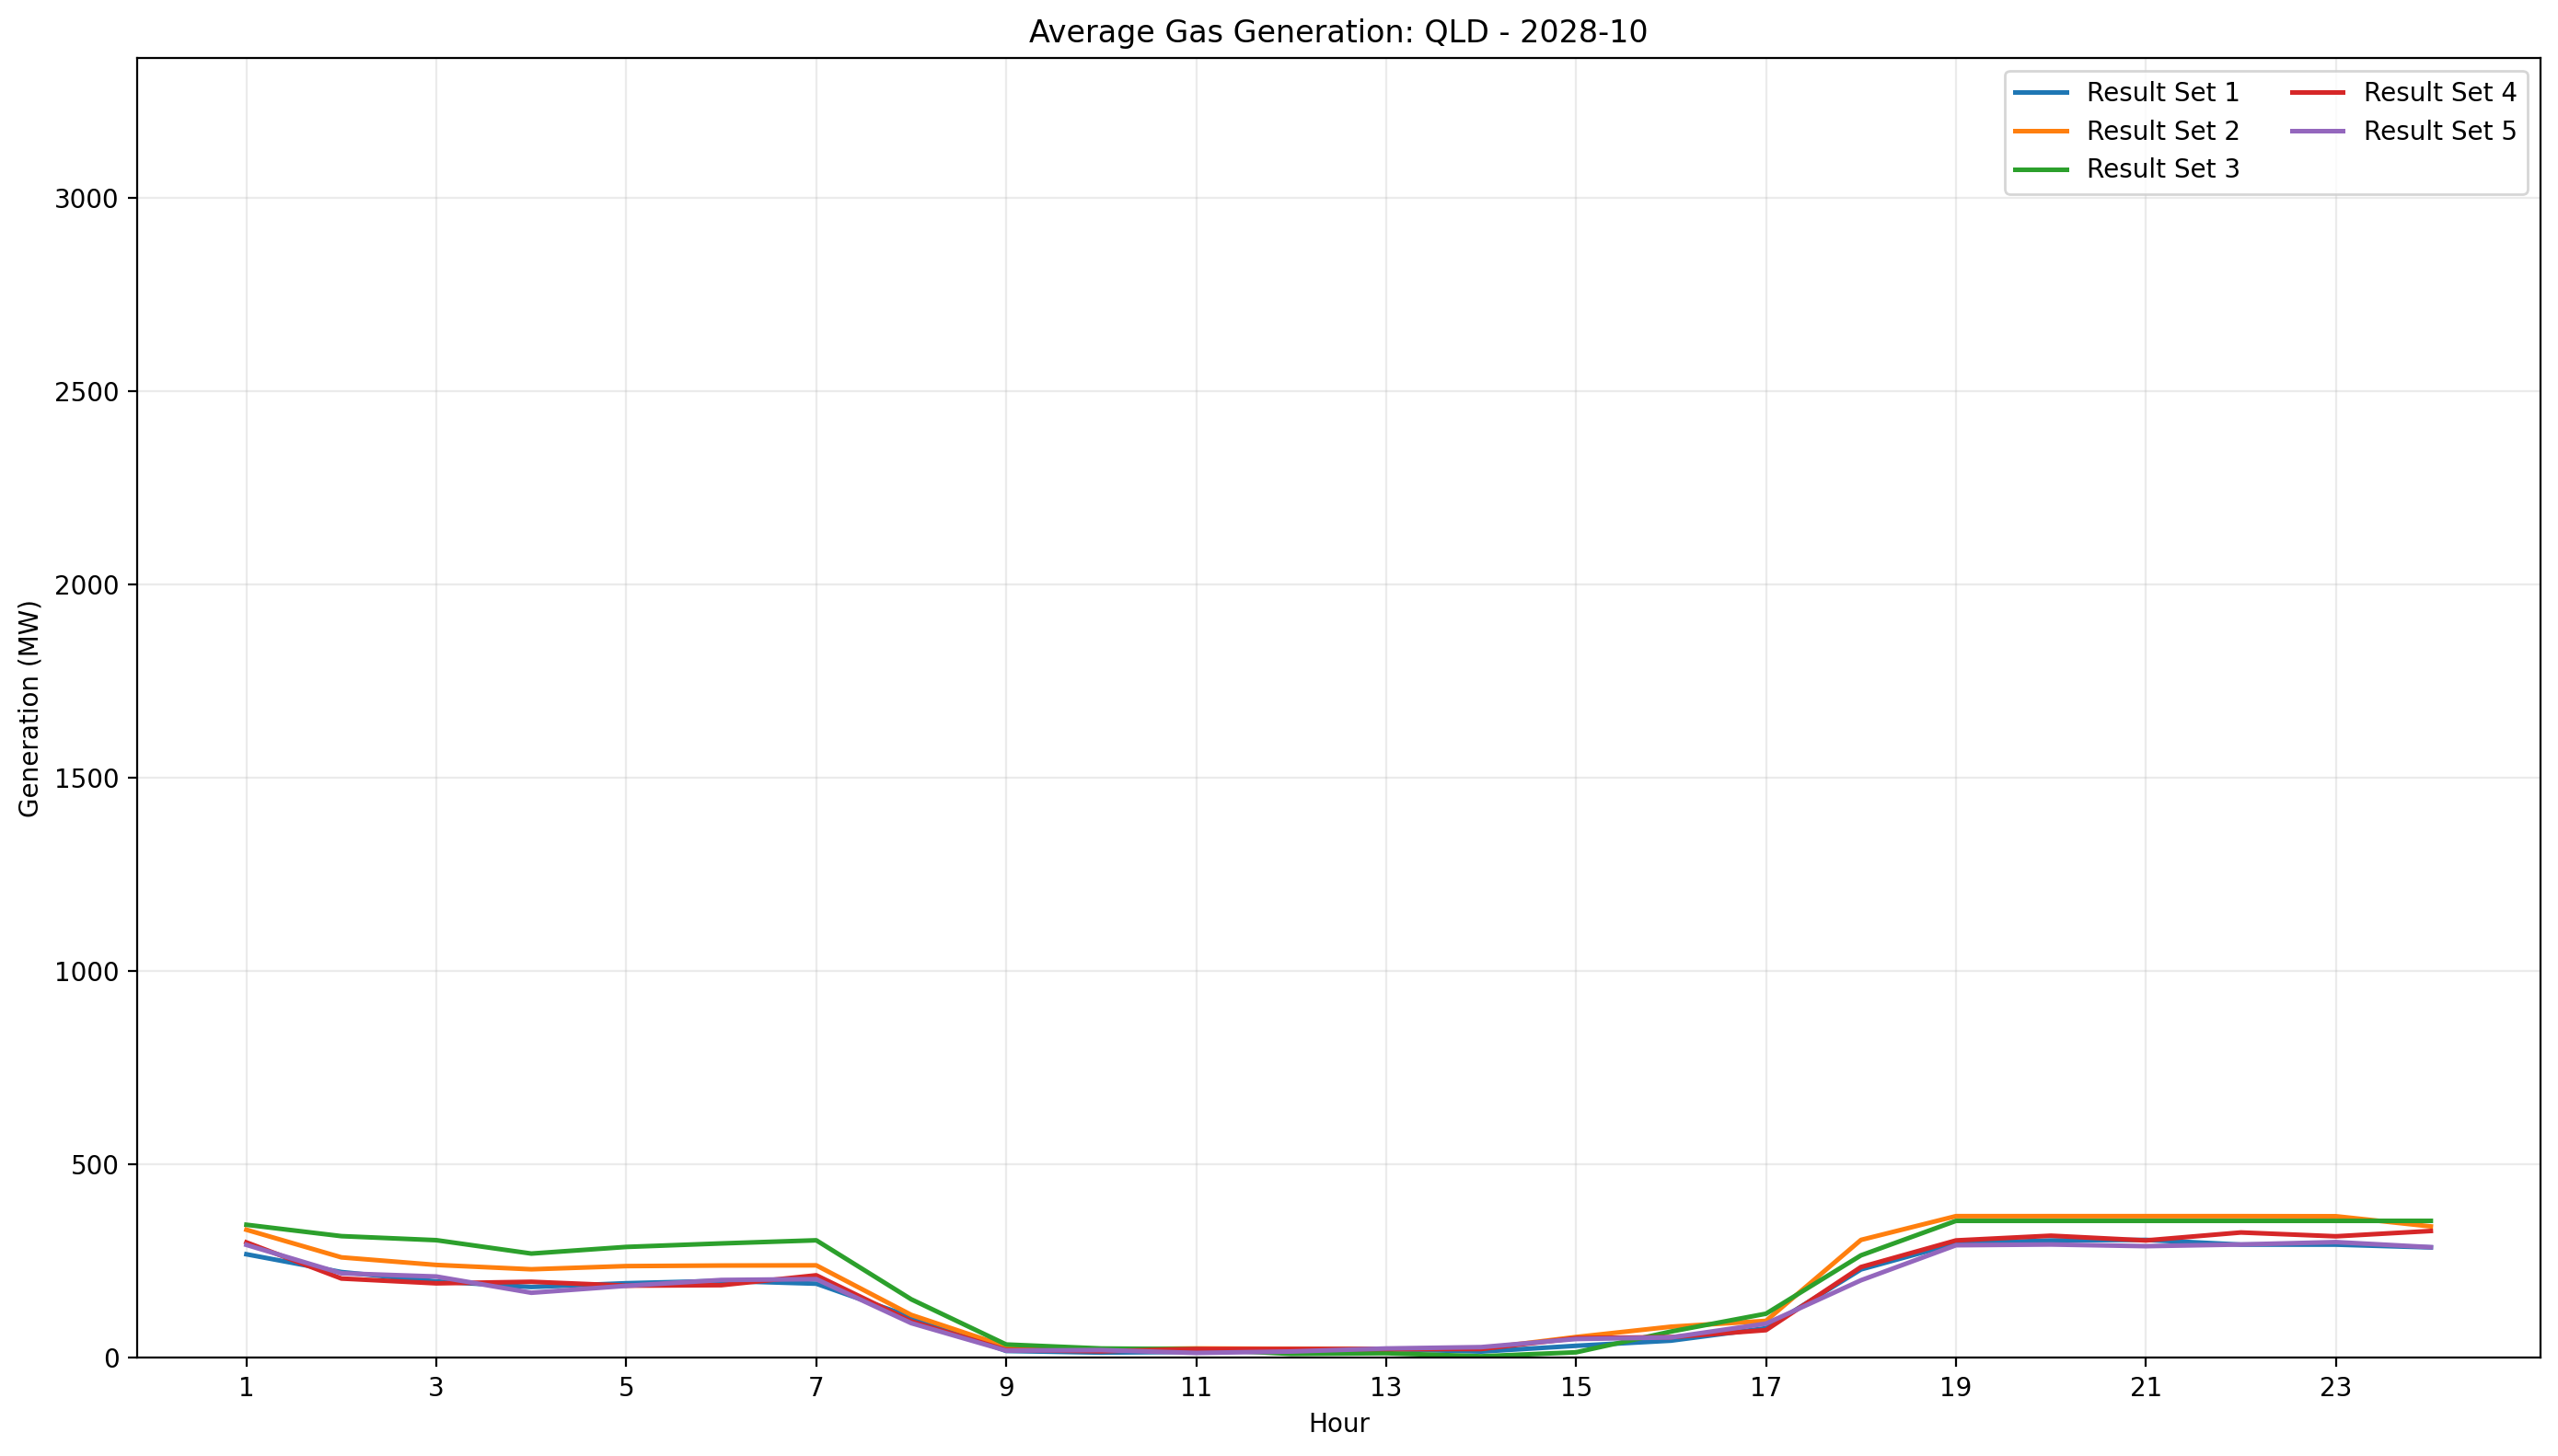 Average Gas Generation: QLD - 2028-10
Result Set 1
Result Set 2
Result Set 3
Result Set 4
Result Set 5
Generation (MW)
3000
2500
2000
1500
1000
500
0
1 3 5 7 9 11 13 15 17 19 21 23
Hour